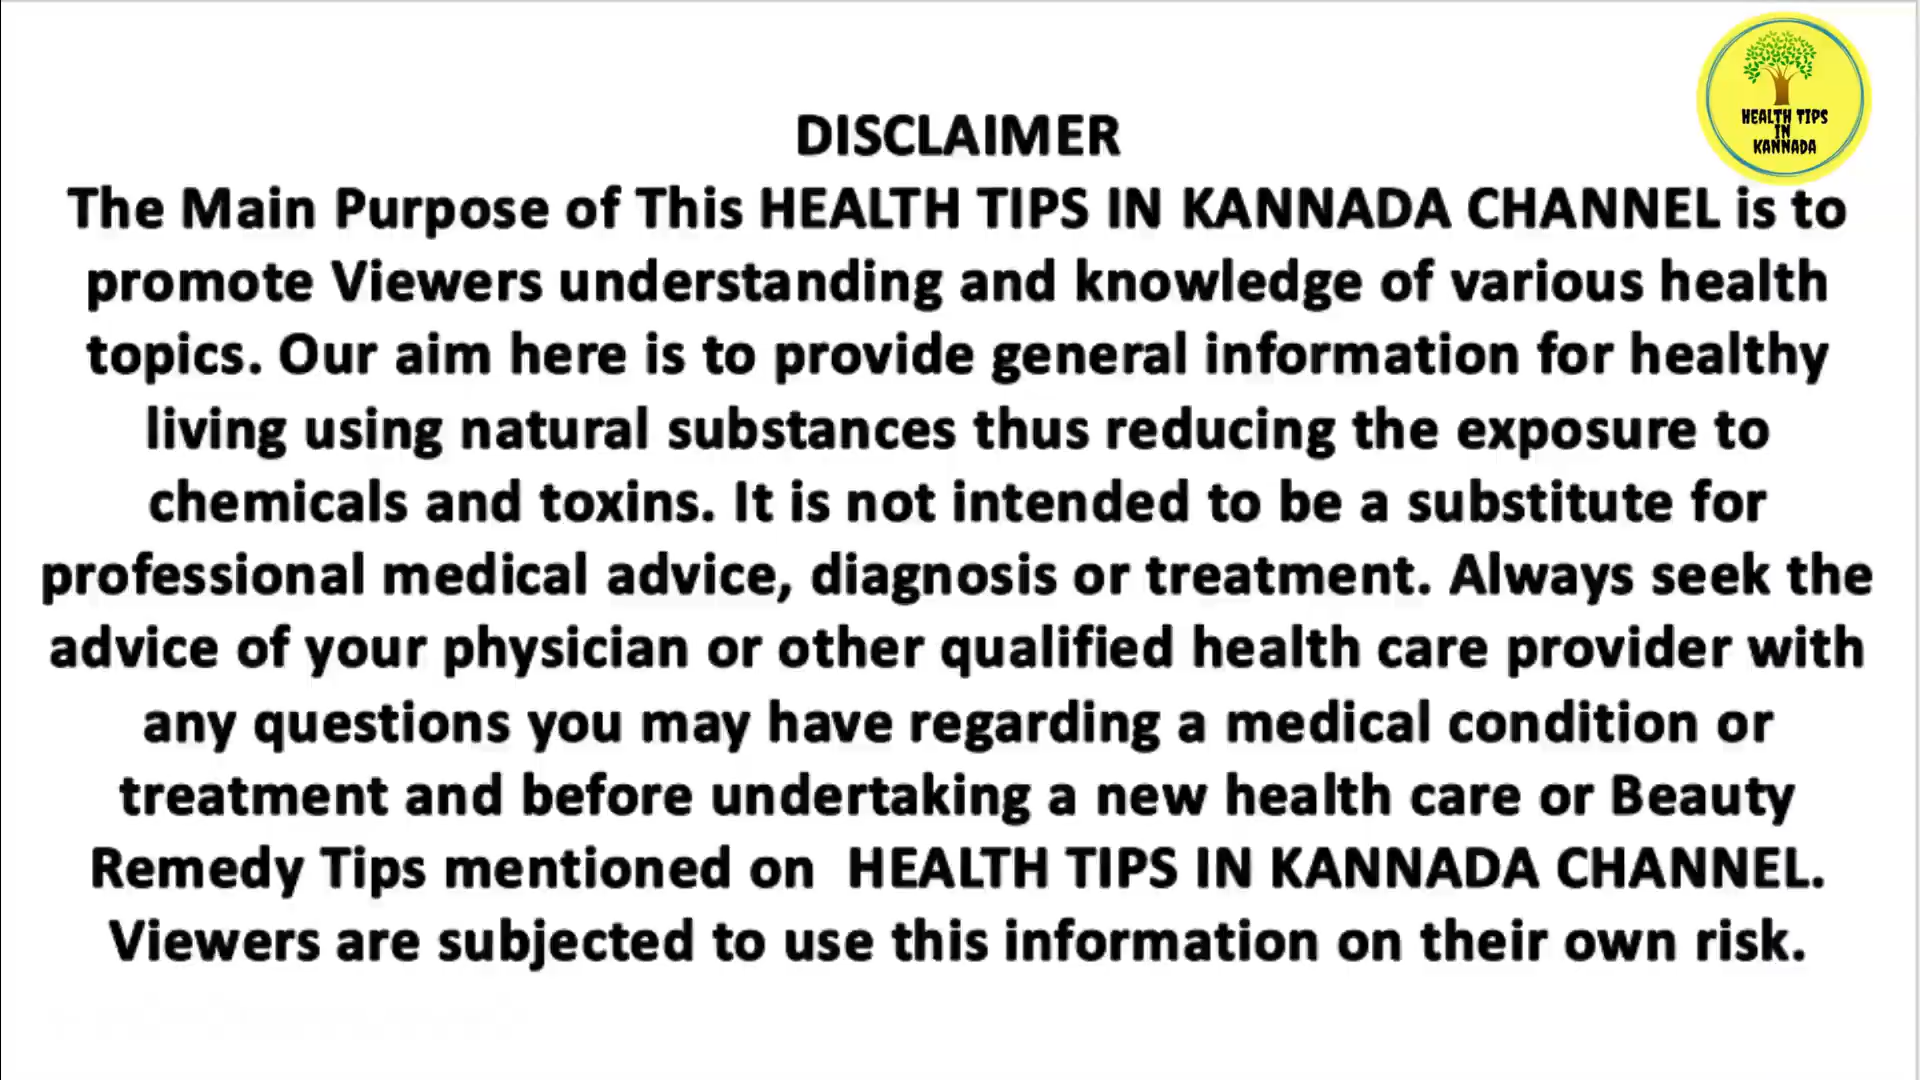 HEALTH TIPS
IN
KANNADA
DISCLAIMER
The Main Purpose of This HEALTH TIPS IN KANNADA CHANNEL is to
promote Viewers understanding and knowledge of various health
topics. Our aim here is to provide general information for healthy
living using natural substances thus reducing the exposure to
chemicals and toxins. It is not intended to be a substitute for
professional medical advice, diagnosis or treatment. Always seek the
advice of your physician or other qualified health care provider with
any questions you may have regarding a medical condition or
treatment and before undertaking a new health care or Beauty
Remedy Tips mentioned on  HEALTH TIPS IN KANNADA CHANNEL.
Viewers are subjected to use this information on their own risk.